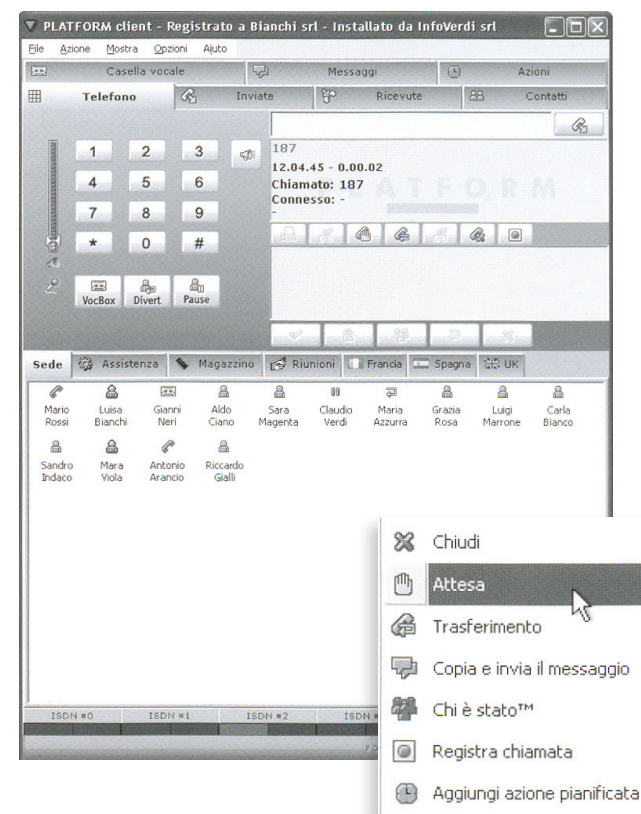 PLATFORM client - Registrato a Bianchi srl - Installato da InfoVerdi srl
File Azione Mostra Opzioni Aiuto
Casella vocale Messaggi Azioni
Telefono Inviate Ricevute Contatti
1 2 3
4 5 6
7 8 9
* 0 #
VocBox Divert Pause
187
12.04.45 - 0.00.02
Chiamato: 187
Connesso: -
-
PLATFORM
Sede Assistenza Magazzino Riunioni Francia Spagna UK
Mario Rossi Luisa Bianchi Gianni Neri Aldo Ciano Sara Magenta Claudio Verdi Maria Azzurra Grazia Rosa Luigi Marrone Carla Bianco
Sandro Indaco Mara Viola Antonio Arancio Riccardo Gialli
ISDN #0 ISDN #1 ISDN #2 ISDN
Chiudi
Attesa
Trasferimento
Copia e invia il messaggio
Chi è stato™
Registra chiamata
Aggiungi azione pianificata